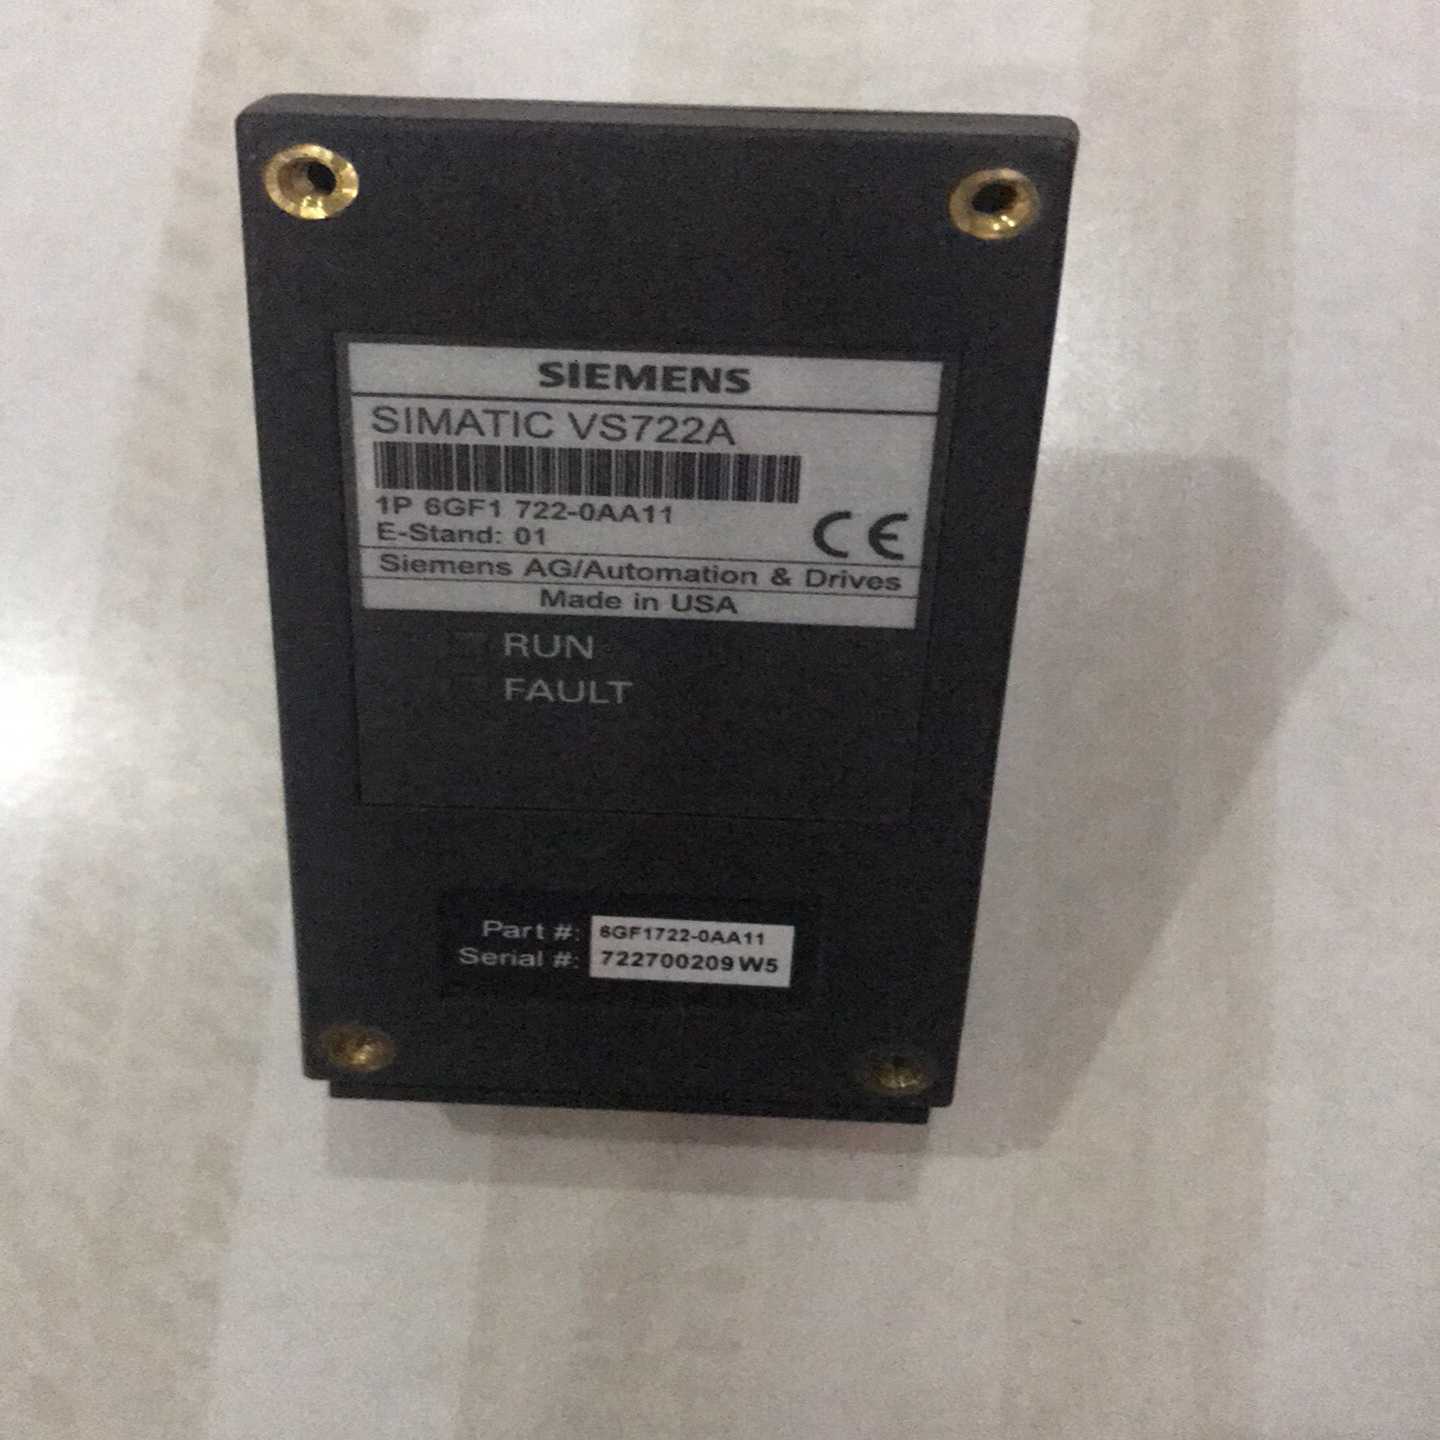 SIEMENS
SIMATIC VS722A
1P 6GF1 722-0AA11
E-Stand: 01
CE
Siemens AG/Automation & Drives
Made in USA
RUN
FAULT
Part #: 6GF1722-0AA11
Serial #: 722700209 W5